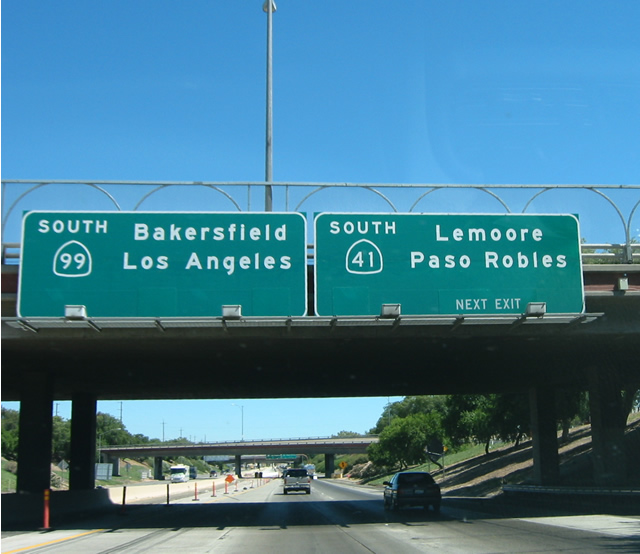 SOUTH
99
Bakersfield
Los Angeles
SOUTH
41
Lemoore
Paso Robles
NEXT EXIT